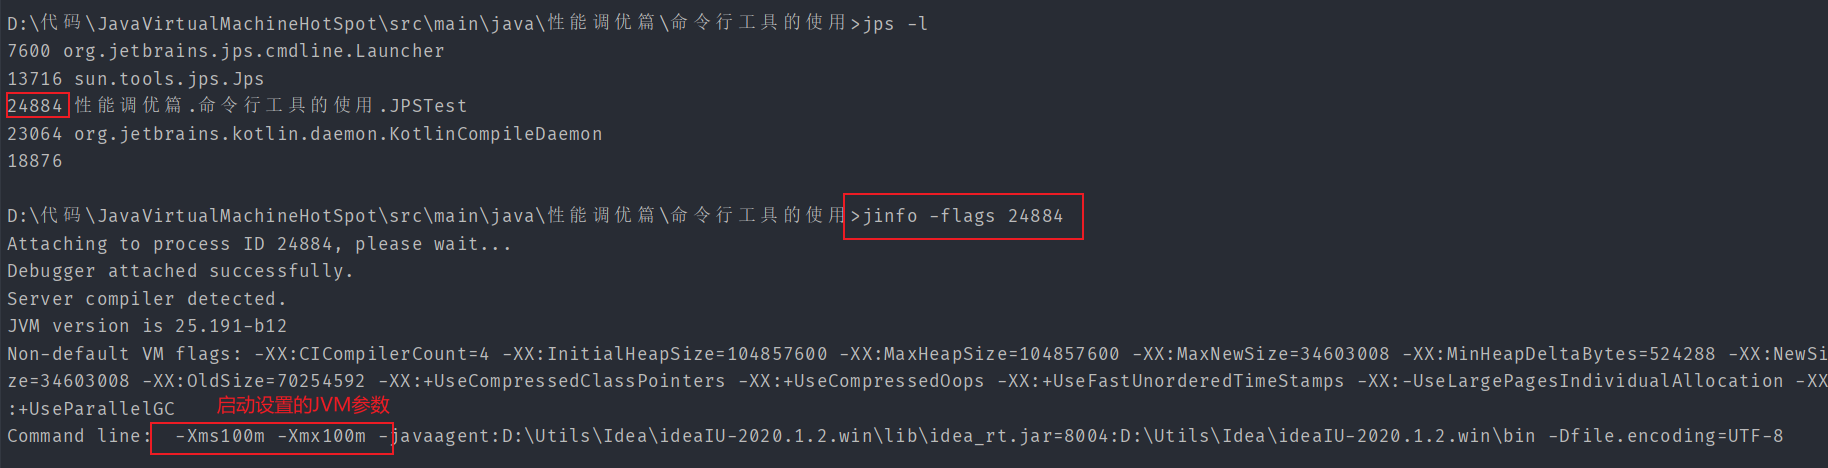 D:\代码\JavaVirtualMachineHotSpot\src\main\java\性能调优篇\命令行工具的使用>jps -l
7600 org.jetbrains.jps.cmdline.Launcher
13716 sun.tools.jps.Jps
24884 性能调优篇.命令行工具的使用.JPSTest
23064 org.jetbrains.kotlin.daemon.KotlinCompileDaemon
18876
D:\代码\JavaVirtualMachineHotSpot\src\main\java\性能调优篇\命令行工具的使用>jinfo -flags 24884
Attaching to process ID 24884, please wait...
Debugger attached successfully.
Server compiler detected.
JVM version is 25.191-b12
Non-default VM flags: -XX:CICompilerCount=4 -XX:InitialHeapSize=104857600 -XX:MaxHeapSize=104857600 -XX:MaxNewSize=34603008 -XX:MinHeapDeltaBytes=524288 -XX:NewSi
ze=34603008 -XX:OldSize=70254592 -XX:+UseCompressedClassPointers -XX:+UseCompressedOops -XX:+UseFastUnorderedTimeStamps -XX:-UseLargePagesIndividualAllocation -XX
:+UseParallelGC 启动设置的JVM参数
Command line:  -Xms100m -Xmx100m -javaagent:D:\Utils\Idea\ideaIU-2020.1.2.win\lib\idea_rt.jar=8004:D:\Utils\Idea\ideaIU-2020.1.2.win\bin -Dfile.encoding=UTF-8